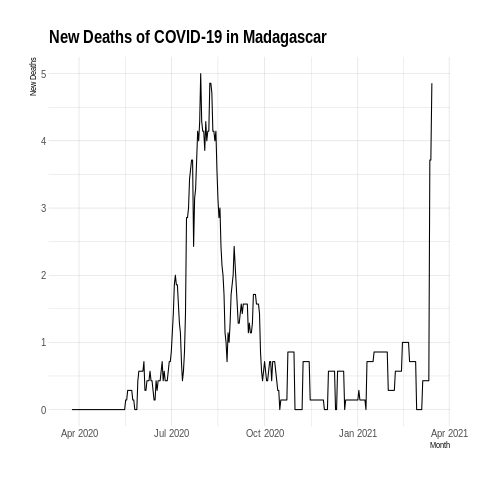 New Deaths of COVID-19 in Madagascar
New Deaths
5
4
3
2
1
0
Apr 2020
Jul 2020
Oct 2020
Jan 2021
Apr 2021
Month